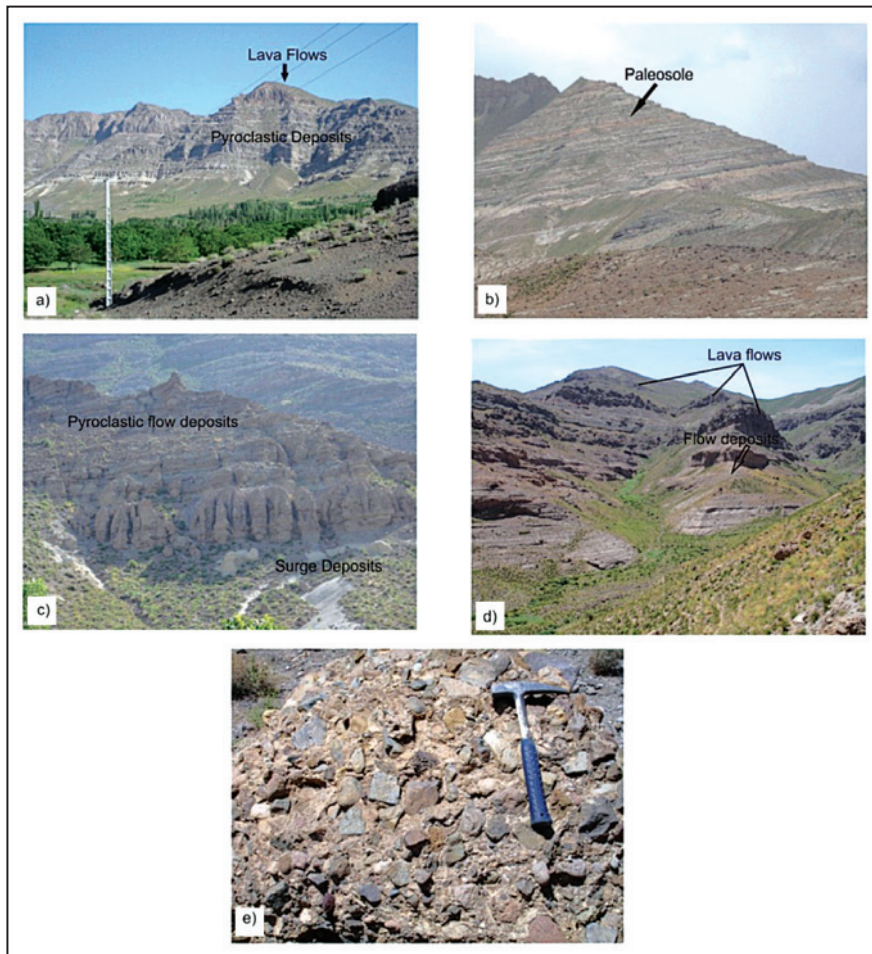 Lava Flows
Pyroclastic Deposits
a)
Paleosole
b)
Pyroclastic flow deposits
Surge Deposits
c)
Lava flows
Flow deposits
d)
e)